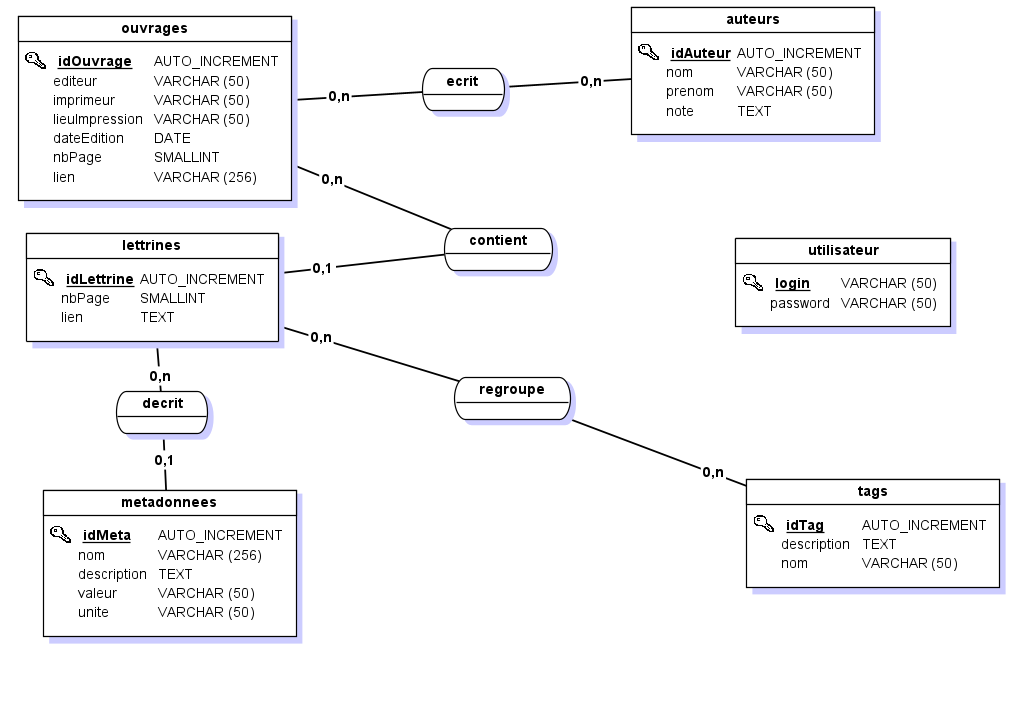 ouvrages
idOuvrage AUTO_INCREMENT
editeur VARCHAR (50)
imprimeur VARCHAR (50)
lieuImpression VARCHAR (50)
dateEdition DATE
nbPage SMALLINT
lien VARCHAR (256)
0,n
ecrit
0,n
auteurs
idAuteur AUTO_INCREMENT
nom VARCHAR (50)
prenom VARCHAR (50)
note TEXT
0,n
contient
0,1
lettrines
idLettrine AUTO_INCREMENT
nbPage SMALLINT
lien TEXT
utilisateur
login VARCHAR (50)
password VARCHAR (50)
0,n
regroupe
0,n
0,n
decrit
0,1
metadonnees
idMeta AUTO_INCREMENT
nom VARCHAR (256)
description TEXT
valeur VARCHAR (50)
unite VARCHAR (50)
tags
idTag AUTO_INCREMENT
description TEXT
nom VARCHAR (50)